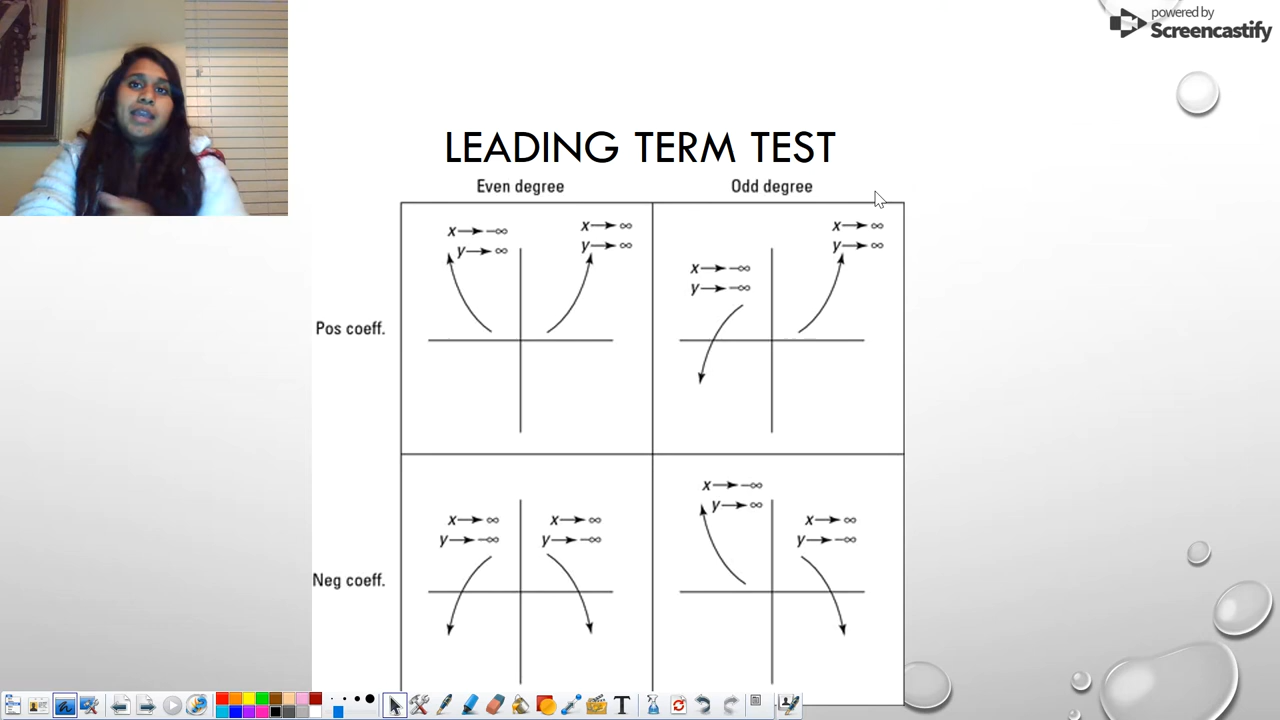 powered by
Screencastify
LEADING TERM TEST
Even degree
Odd degree
x→ -∞
y→ ∞
x→ ∞
y→ ∞
x→ -∞
y→ -∞
x→ ∞
y→ ∞
Pos coeff.
x→ ∞
y→ -∞
x→ ∞
y→ -∞
x→ -∞
y→ ∞
x→ ∞
y→ -∞
Neg coeff.
T